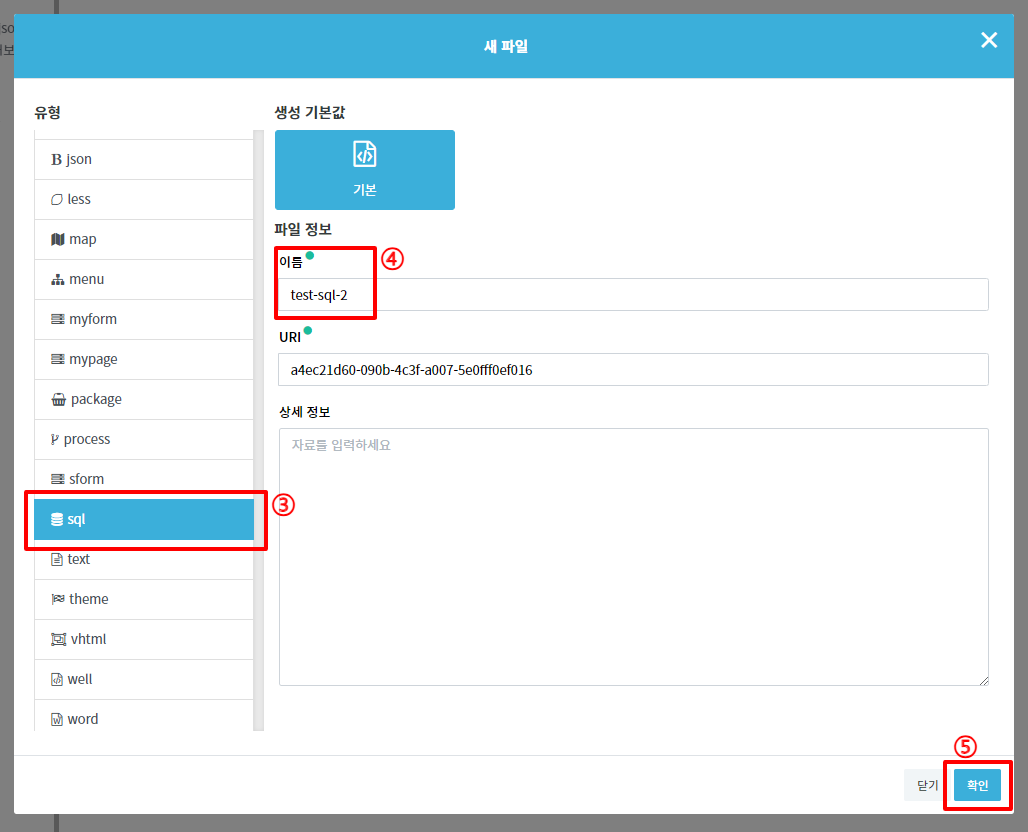 so
보
새 파일
유형
json
less
map
menu
myform
mypage
package
process
sform
sql
③
text
theme
vhtml
well
word
생성 기본값
기본
파일 정보
이름
④
test-sql-2
URI
a4ec21d60-090b-4c3f-a007-5e0fff0ef016
상세 정보
자료를 입력하세요
⑤
닫기
확인